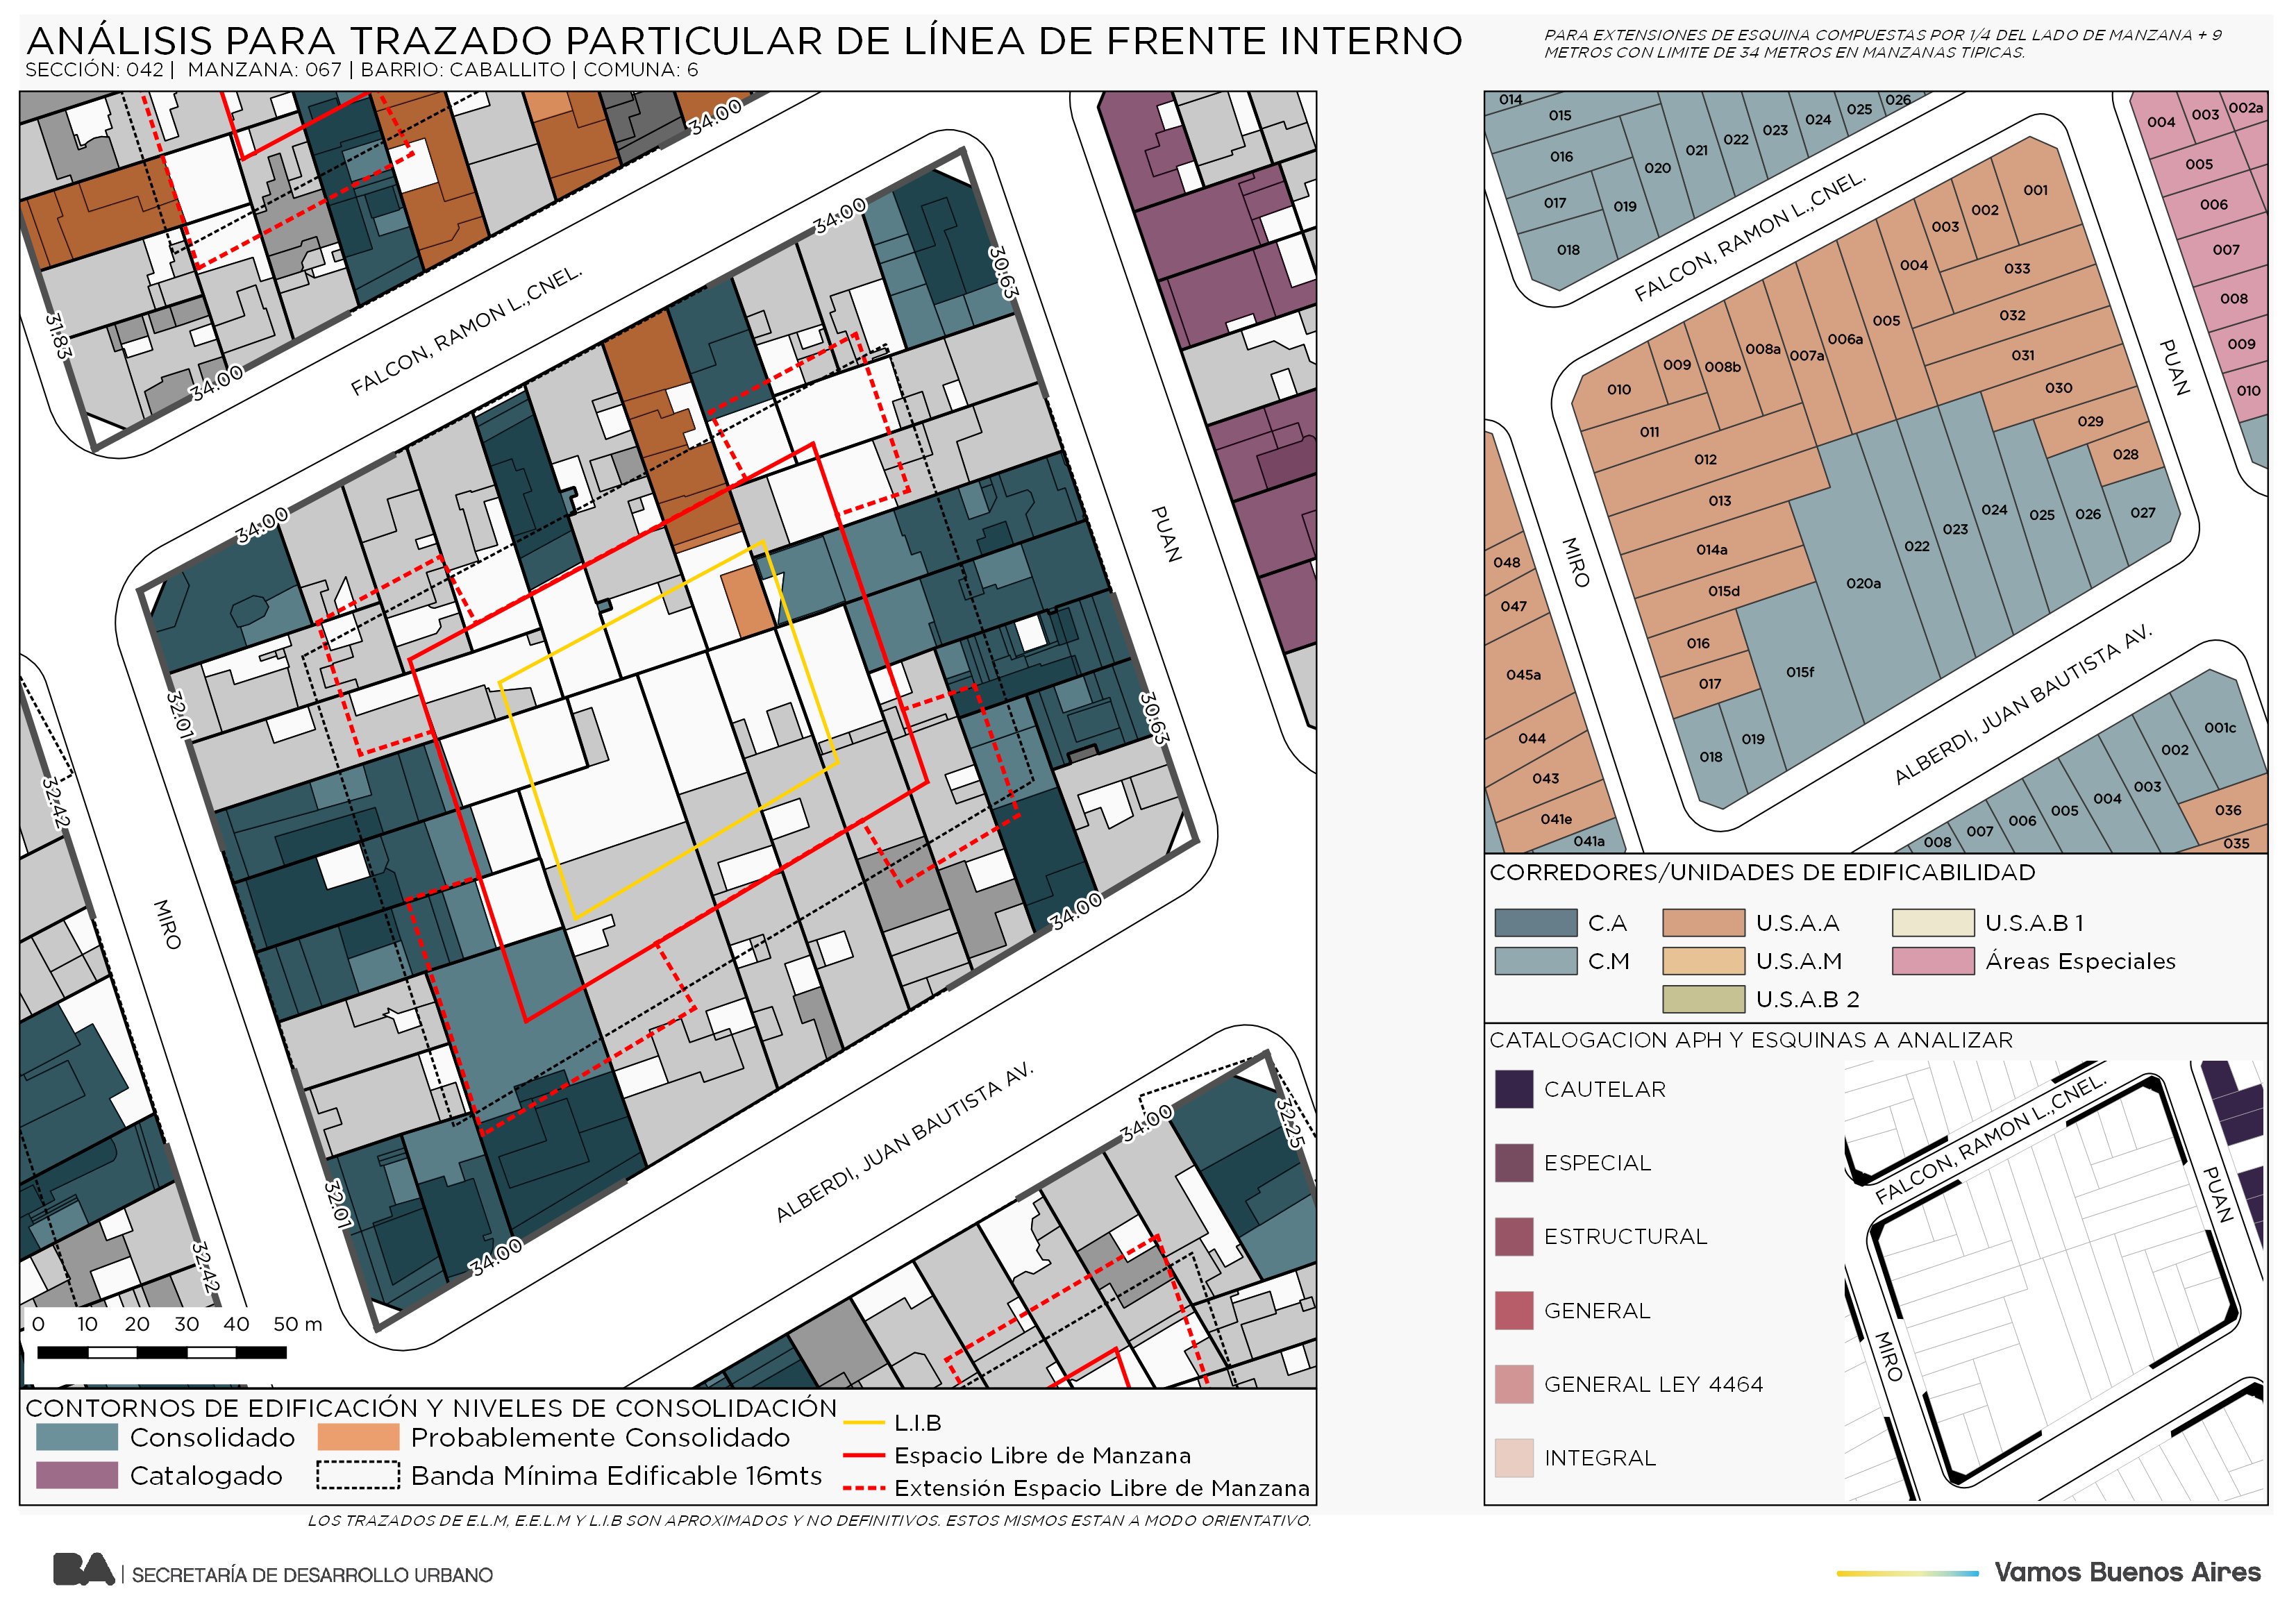 ANÁLISIS PARA TRAZADO PARTICULAR DE LÍNEA DE FRENTE INTERNO
SECCIÓN: 042 | MANZANA: 067 | BARRIO: CABALLITO | COMUNA: 6
PARA EXTENSIONES DE ESQUINA COMPUESTAS POR 1/4 DEL LADO DE MANZANA + 9
METROS CON LIMITE DE 34 METROS EN MANZANAS TIPICAS.
34.00
34.00
30.63
31.83
34.00
FALCON, RAMON L.,CNEL.
34.00
PUAN
32.01
30.63
32.42
MIRO
34.00
32.01
34.00
ALBERDI, JUAN BAUTISTA AV.
34.00
32.25
32.42
0 10 20 30 40 50 m
CONTORNOS DE EDIFICACIÓN Y NIVELES DE CONSOLIDACIÓN
Consolidado
Probablemente Consolidado
Catalogado
Banda Mínima Edificable 16mts
L.I.B
Espacio Libre de Manzana
Extensión Espacio Libre de Manzana
LOS TRAZADOS DE E.L.M, E.E.L.M Y L.I.B SON APROXIMADOS Y NO DEFINITIVOS. ESTOS MISMOS ESTAN A MODO ORIENTATIVO.
014
015
016
017
018
019
020
021
022
023
024
025
026
004
003
002a
005
006
007
008
009
010
FALCON, RAMON L.,CNEL.
PUAN
001
002
003
004
005
006a
007a
008a
008b
009
010
011
012
013
014a
015d
016
017
018
019
015f
020a
022
023
024
025
026
027
028
029
030
031
032
033
MIRO
048
047
045a
044
043
041e
041a
ALBERDI, JUAN BAUTISTA AV.
001c
002
003
004
005
006
007
008
036
035
CORREDORES/UNIDADES DE EDIFICABILIDAD
C.A
U.S.A.A
U.S.A.B 1
C.M
U.S.A.M
Áreas Especiales
U.S.A.B 2
CATALOGACION APH Y ESQUINAS A ANALIZAR
CAUTELAR
ESPECIAL
ESTRUCTURAL
GENERAL
GENERAL LEY 4464
INTEGRAL
FALCON, RAMON L.,CNEL.
PUAN
MIRO
BA | SECRETARÍA DE DESARROLLO URBANO
Vamos Buenos Aires